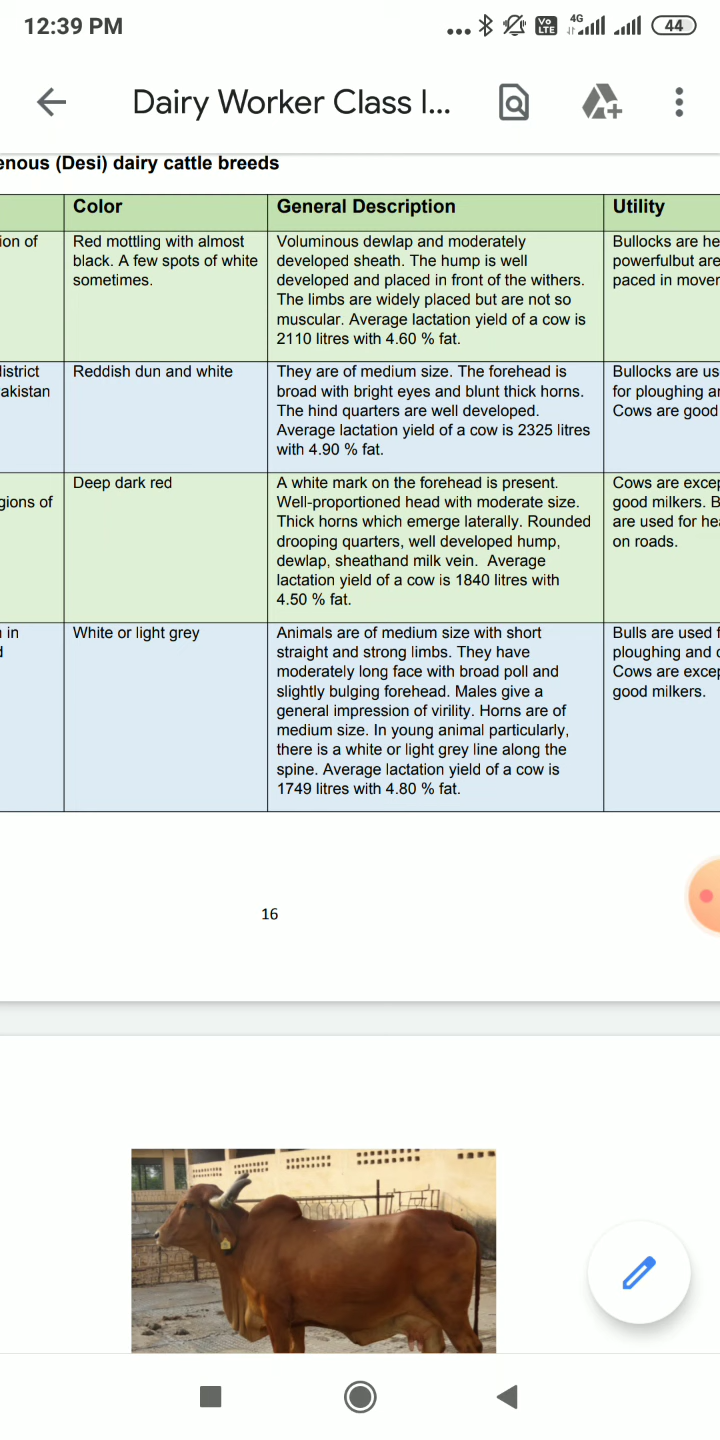 12:39 PM
... Vo LTE 4G 44
Dairy Worker Class I...
enous (Desi) dairy cattle breeds
Color General Description Utility
ion of
Red mottling with almost
black. A few spots of white
sometimes.
Voluminous dewlap and moderately
developed sheath. The hump is well
developed and placed in front of the withers.
The limbs are widely placed but are not so
muscular. Average lactation yield of a cow is
2110 litres with 4.60 % fat.
Bullocks are he
powerfulbut are
paced in mover
istrict
akistan
Reddish dun and white
They are of medium size. The forehead is
broad with bright eyes and blunt thick horns.
The hind quarters are well developed.
Average lactation yield of a cow is 2325 litres
with 4.90 % fat.
Bullocks are us
for ploughing a
Cows are good
gions of
Deep dark red
A white mark on the forehead is present.
Well-proportioned head with moderate size.
Thick horns which emerge laterally. Rounded
drooping quarters, well developed hump,
dewlap, sheathand milk vein. Average
lactation yield of a cow is 1840 litres with
4.50 % fat.
Cows are excep
good milkers. B
are used for hea
on roads.
in
d
White or light grey
Animals are of medium size with short
straight and strong limbs. They have
moderately long face with broad poll and
slightly bulging forehead. Males give a
general impression of virility. Horns are of
medium size. In young animal particularly,
there is a white or light grey line along the
spine. Average lactation yield of a cow is
1749 litres with 4.80 % fat.
Bulls are used f
ploughing and c
Cows are excep
good milkers.
16